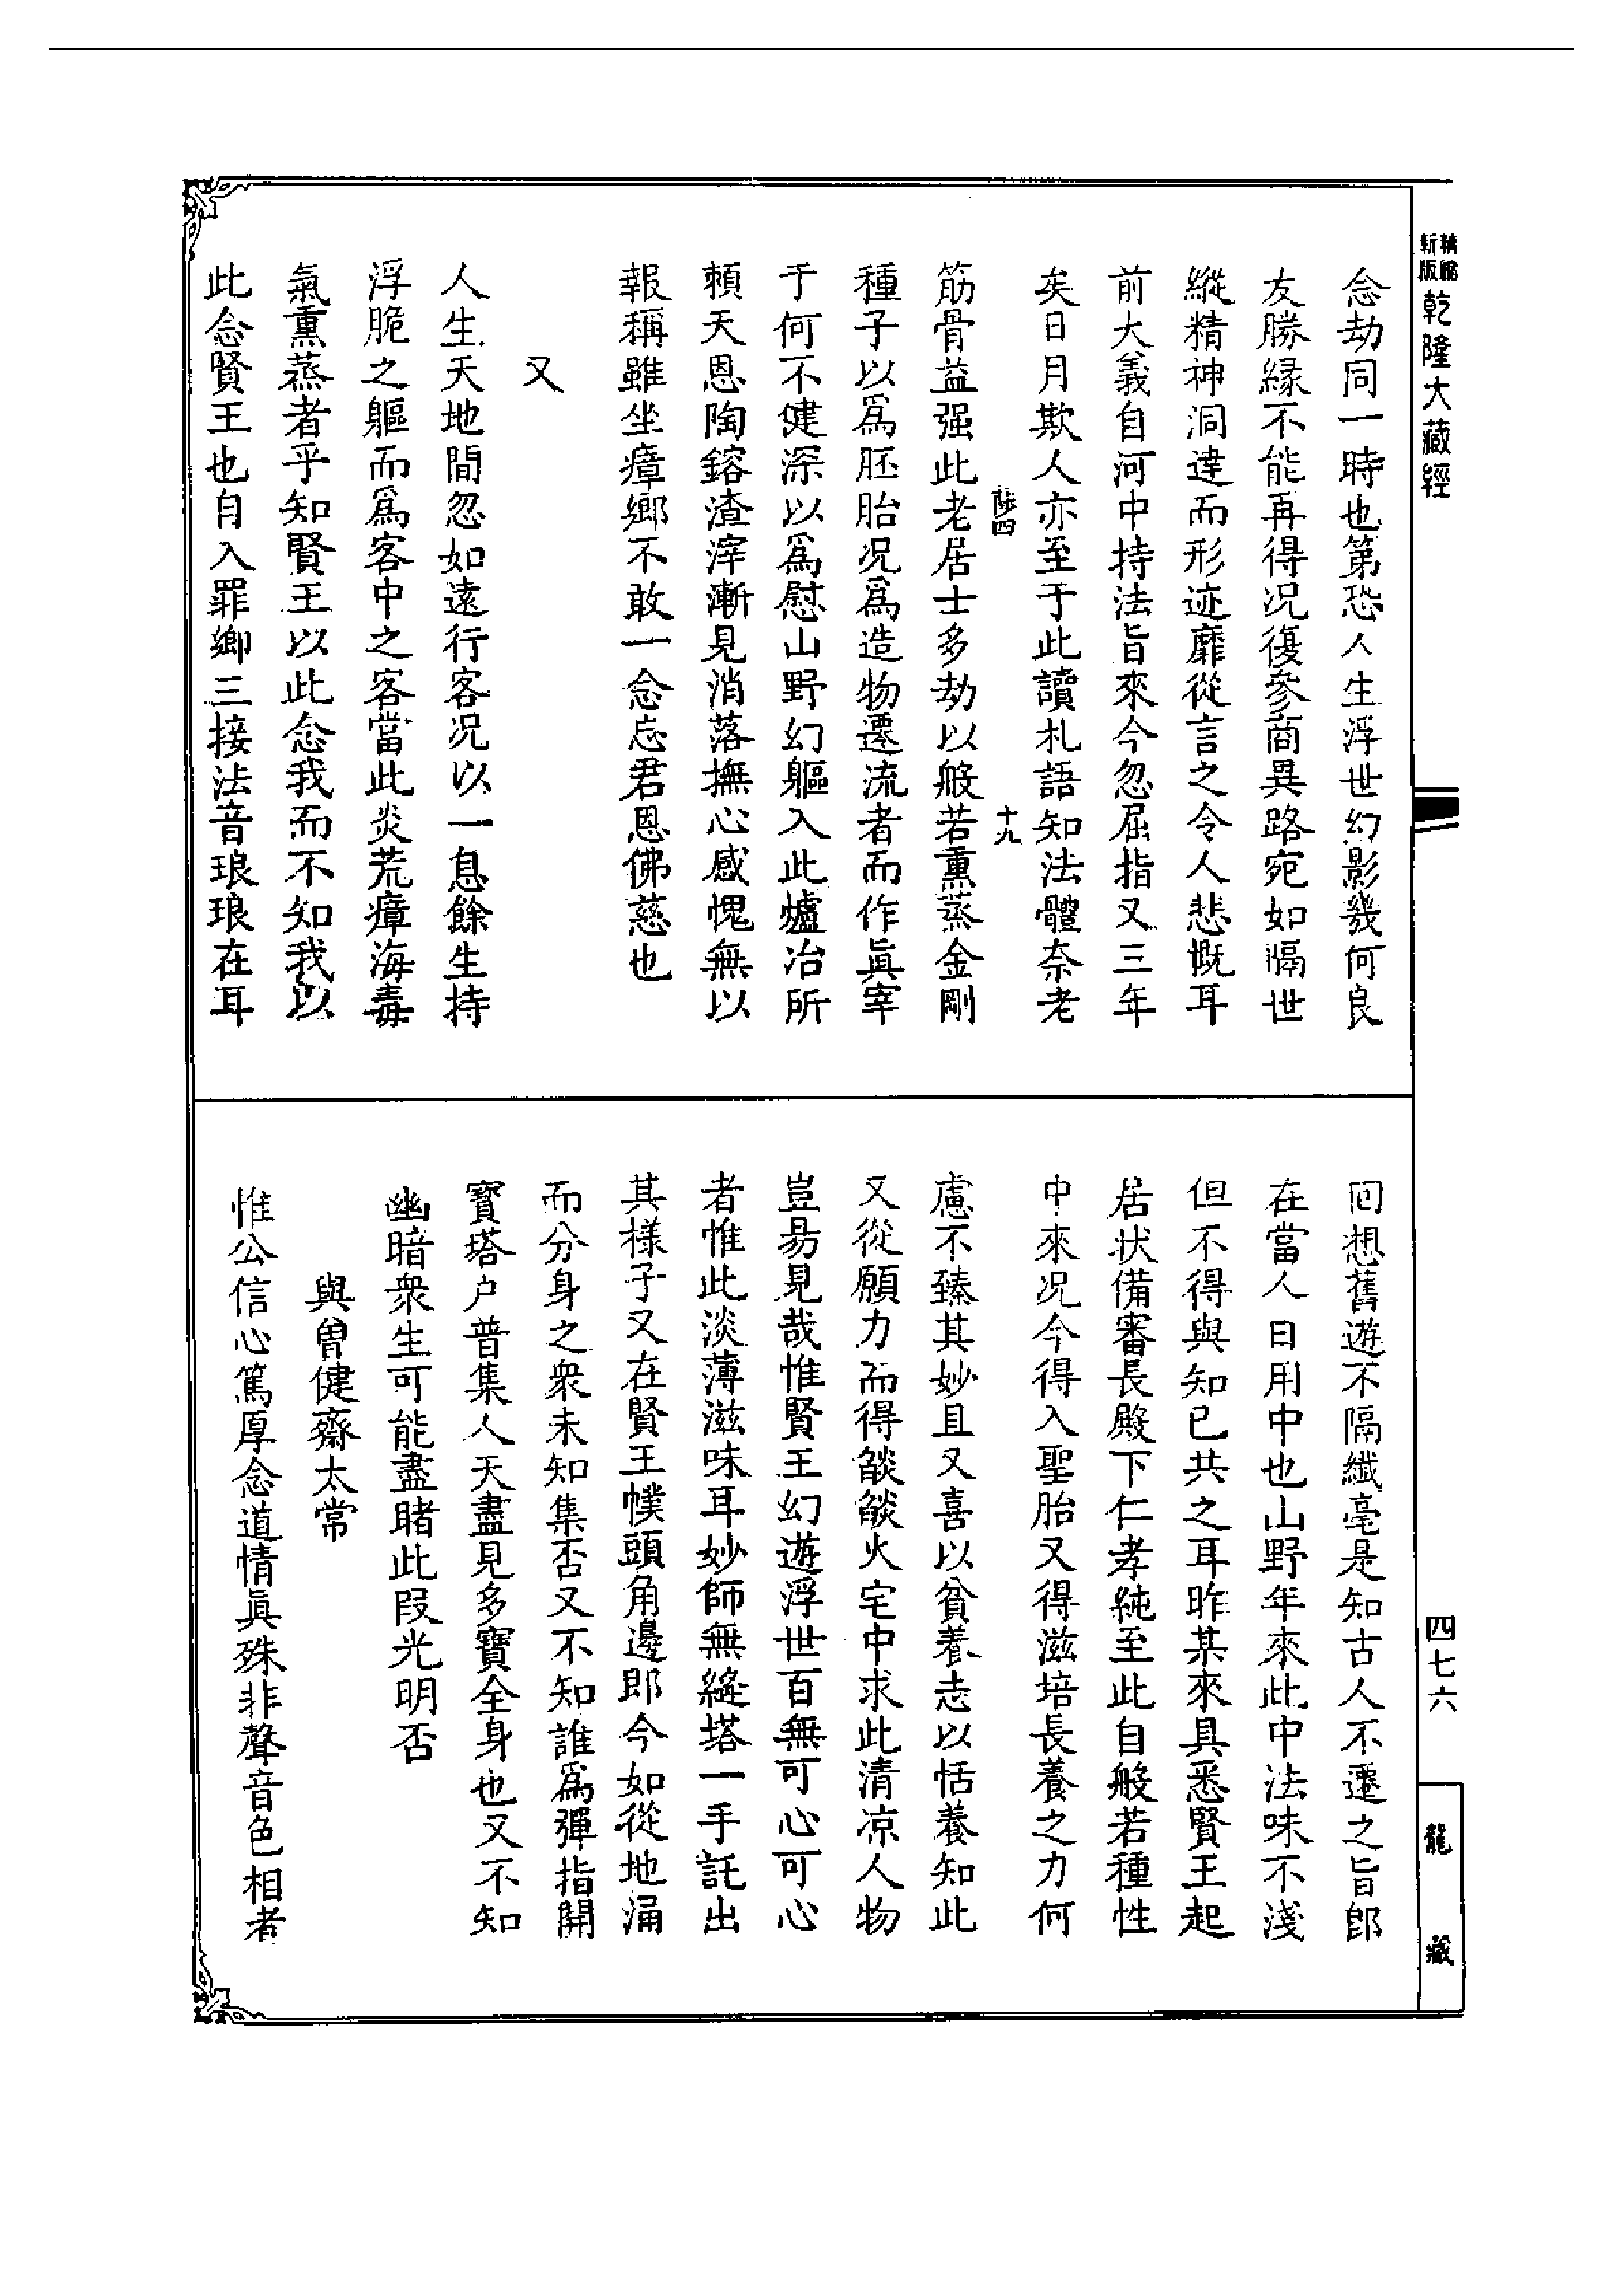 新版
精縮
乾隆大藏經
四七六
龍藏
念劫同一時也第恐人生浮世幻影幾何良
友勝緣不能再得况復參商異路宛如隔世
縱精神洞達而形迹靡從言之令人悲慨耳
前大義自河中持法旨來今忽屈指又三年
矣日月欺人亦至于此讀札語知法體奈老
四
十九
筋骨益强此老居士多劫以般若熏蒸金剛
種子以爲胚胎况爲造物遷流者而作眞宰
于何不健深以爲慰山野幻軀入此爐冶所
賴天恩陶鎔渣滓漸見消落撫心感愧無以
報稱雖坐瘴鄉不敢一念忘君恩佛慈也
又
人生天地間忽如遠行客况以一息餘生持
浮脆之軀而爲客中之客當此炎荒瘴海毒
氣熏蒸者乎知賢王以此念我而不知我以
此念賢王也自入罪鄉三接法音琅琅在耳
回想舊遊不隔纖毫是知古人不遷之旨即
在當人日用中也山野年來此中法味不淺
但不得與知已共之耳昨某來具悉賢王起
居狀備審長殿下仁孝純至此自般若種性
中來况今得入聖胎又得滋培長養之力何
慮不臻其妙且又喜以貧養志以恬養知此
又從願力而得燄燄火宅中求此清凉人物
豈易見哉惟賢王幻遊浮世百無可心可心
者惟此淡薄滋味耳妙師無縫塔一手託出
其樣子又在賢王幞頭角邊即今如從地涌
而分身之衆未知集否又不知誰爲彈指開
寳塔户普集人天盡見多寶全身也又不知
幽暗衆生可能盡睹此段光明否
與曾健齋太常
惟公信心篤厚念道情眞殊非聲音色相者